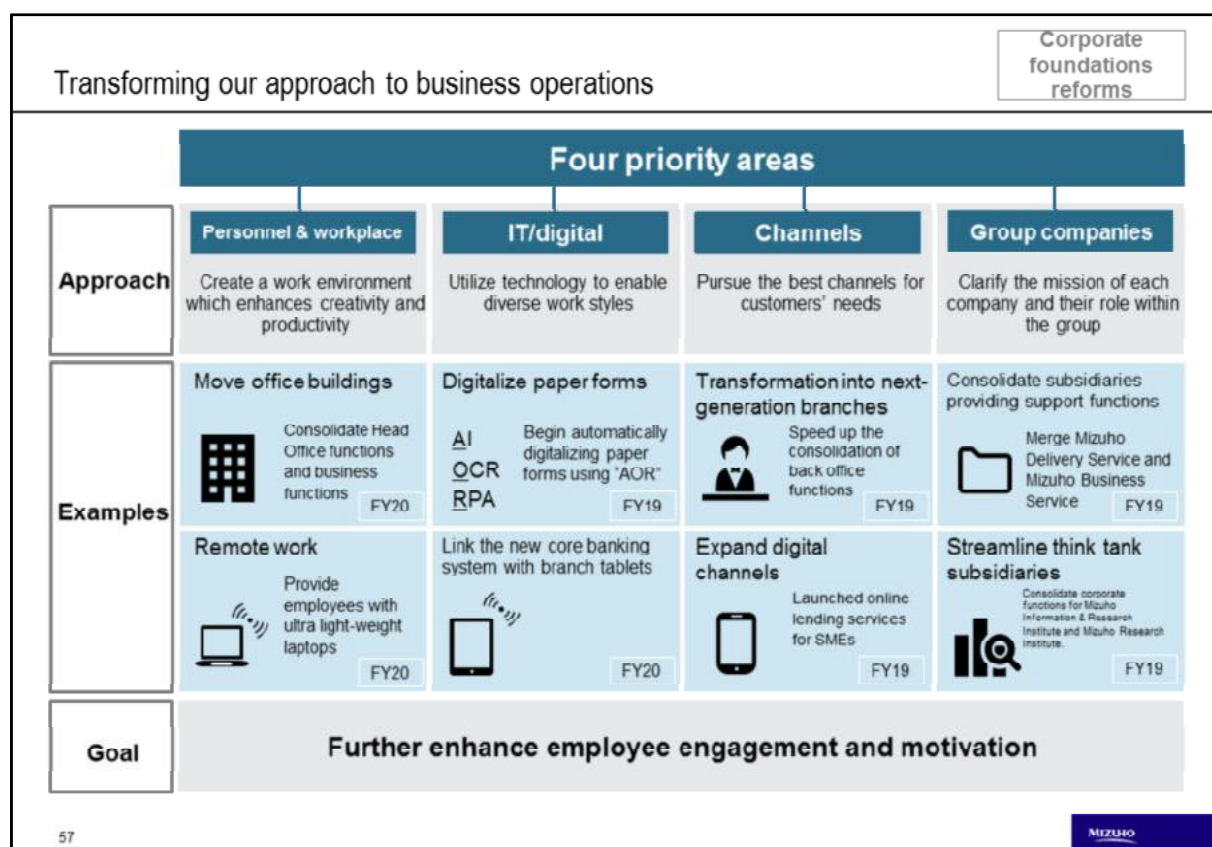 Corporate
foundations
reforms
Transforming our approach to business operations
Four priority areas
Approach
Personnel & workplace
Create a work environment
which enhances creativity and
productivity
IT/digital
Utilize technology to enable
diverse work styles
Channels
Pursue the best channels for
customers' needs
Group companies
Clarify the mission of each
company and their role within
the group
Examples
Move office buildings
Consolidate Head
Office functions
and business
functions
FY20
Digitalize paper forms
AI
OCR
RPA
Begin automatically
digitalizing paper
forms using "AOR"
FY19
Transformation into next-
generation branches
Speed up the
consolidation of
back office
functions
FY19
Consolidate subsidiaries
providing support functions
Merge Mizuho
Delivery Service and
Mizuho Business
Service
FY19
Remote work
Provide
employees with
ultra light-weight
laptops
FY20
Link the new core banking
system with branch tablets
FY20
Expand digital
channels
Launched online
lending services
for SMEs
FY19
Streamline think tank
subsidiaries
Consolidate corporate
functions for Mizuho
Information & Research
Institute and Mizuho Research
Institute.
FY19
Goal
Further enhance employee engagement and motivation
57
MIZUHO